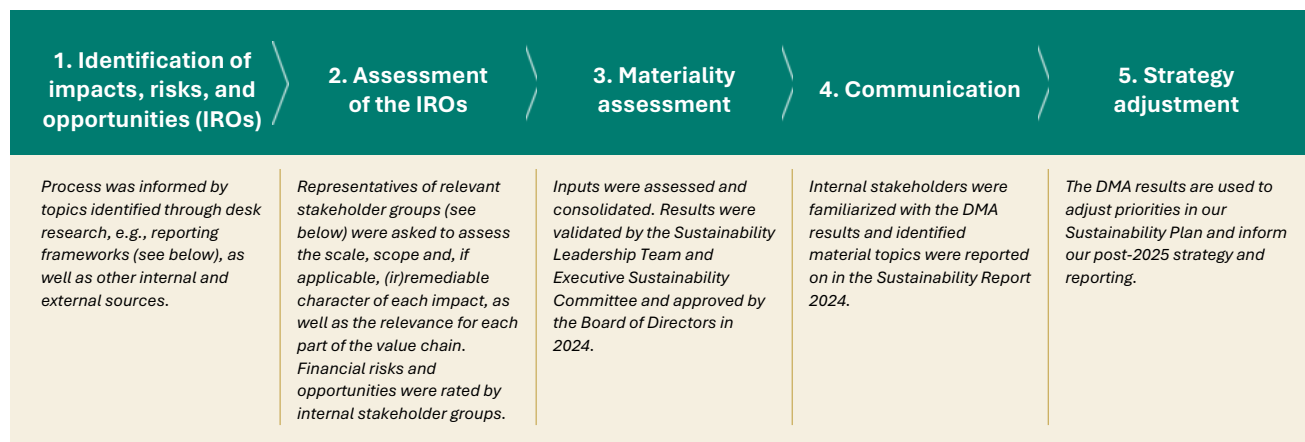 1. Identification of
impacts, risks, and
opportunities (IROs)
2. Assessment
of the IROs
3. Materiality
assessment
4. Communication
5. Strategy
adjustment
Process was informed by
topics identified through desk
research, e.g., reporting
frameworks (see below), as
well as other internal and
external sources.
Representatives of relevant
stakeholder groups (see
below) were asked to assess
the scale, scope and, if
applicable, (ir)remediable
character of each impact, as
well as the relevance for each
part of the value chain.
Financial risks and
opportunities were rated by
internal stakeholder groups.
Inputs were assessed and
consolidated. Results were
validated by the Sustainability
Leadership Team and
Executive Sustainability
Committee and approved by
the Board of Directors in
2024.
Internal stakeholders were
familiarized with the DMA
results and identified
material topics were reported
on in the Sustainability Report
2024.
The DMA results are used to
adjust priorities in our
Sustainability Plan and inform
our post-2025 strategy and
reporting.